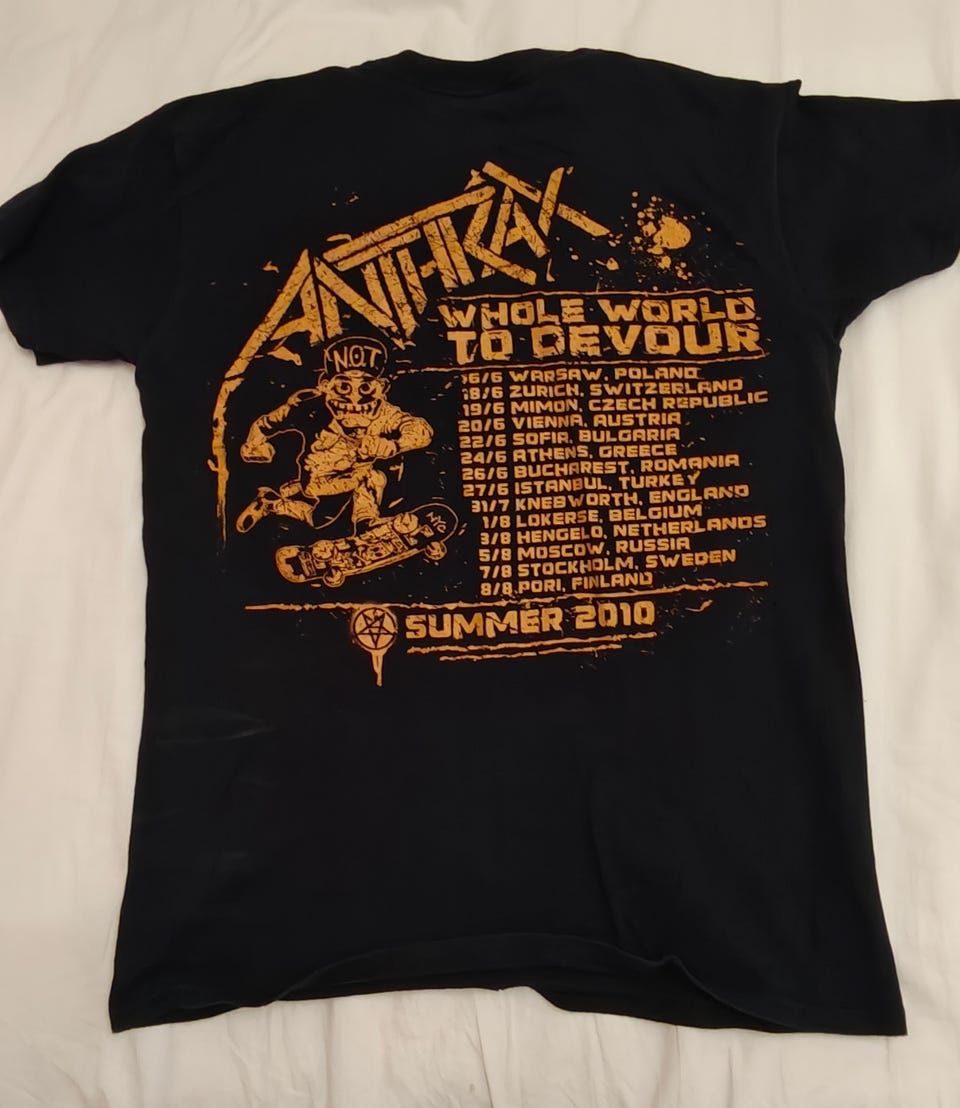 ANTHRAX
WHOLE WORLD
TO DEVOUR
NOT
16/6 WARSAW, POLAND
18/6 ZURICH, SWITZERLAND
19/6 MIMON, CZECH REPUBLIC
20/6 VIENNA, AUSTRIA
22/6 SOFIA, BULGARIA
24/6 ATHENS, GREECE
26/6 BUCHAREST, ROMANIA
27/6 ISTANBUL, TURKEY
31/7 KNEBWORTH, ENGLAND
1/8 LOKERSE, BELGIUM
3/8 HENGELO, NETHERLANDS
5/8 MOSCOW, RUSSIA
7/8 STOCKHOLM, SWEDEN
8/8 PORI, FINLAND
NYC
SUMMER 2010